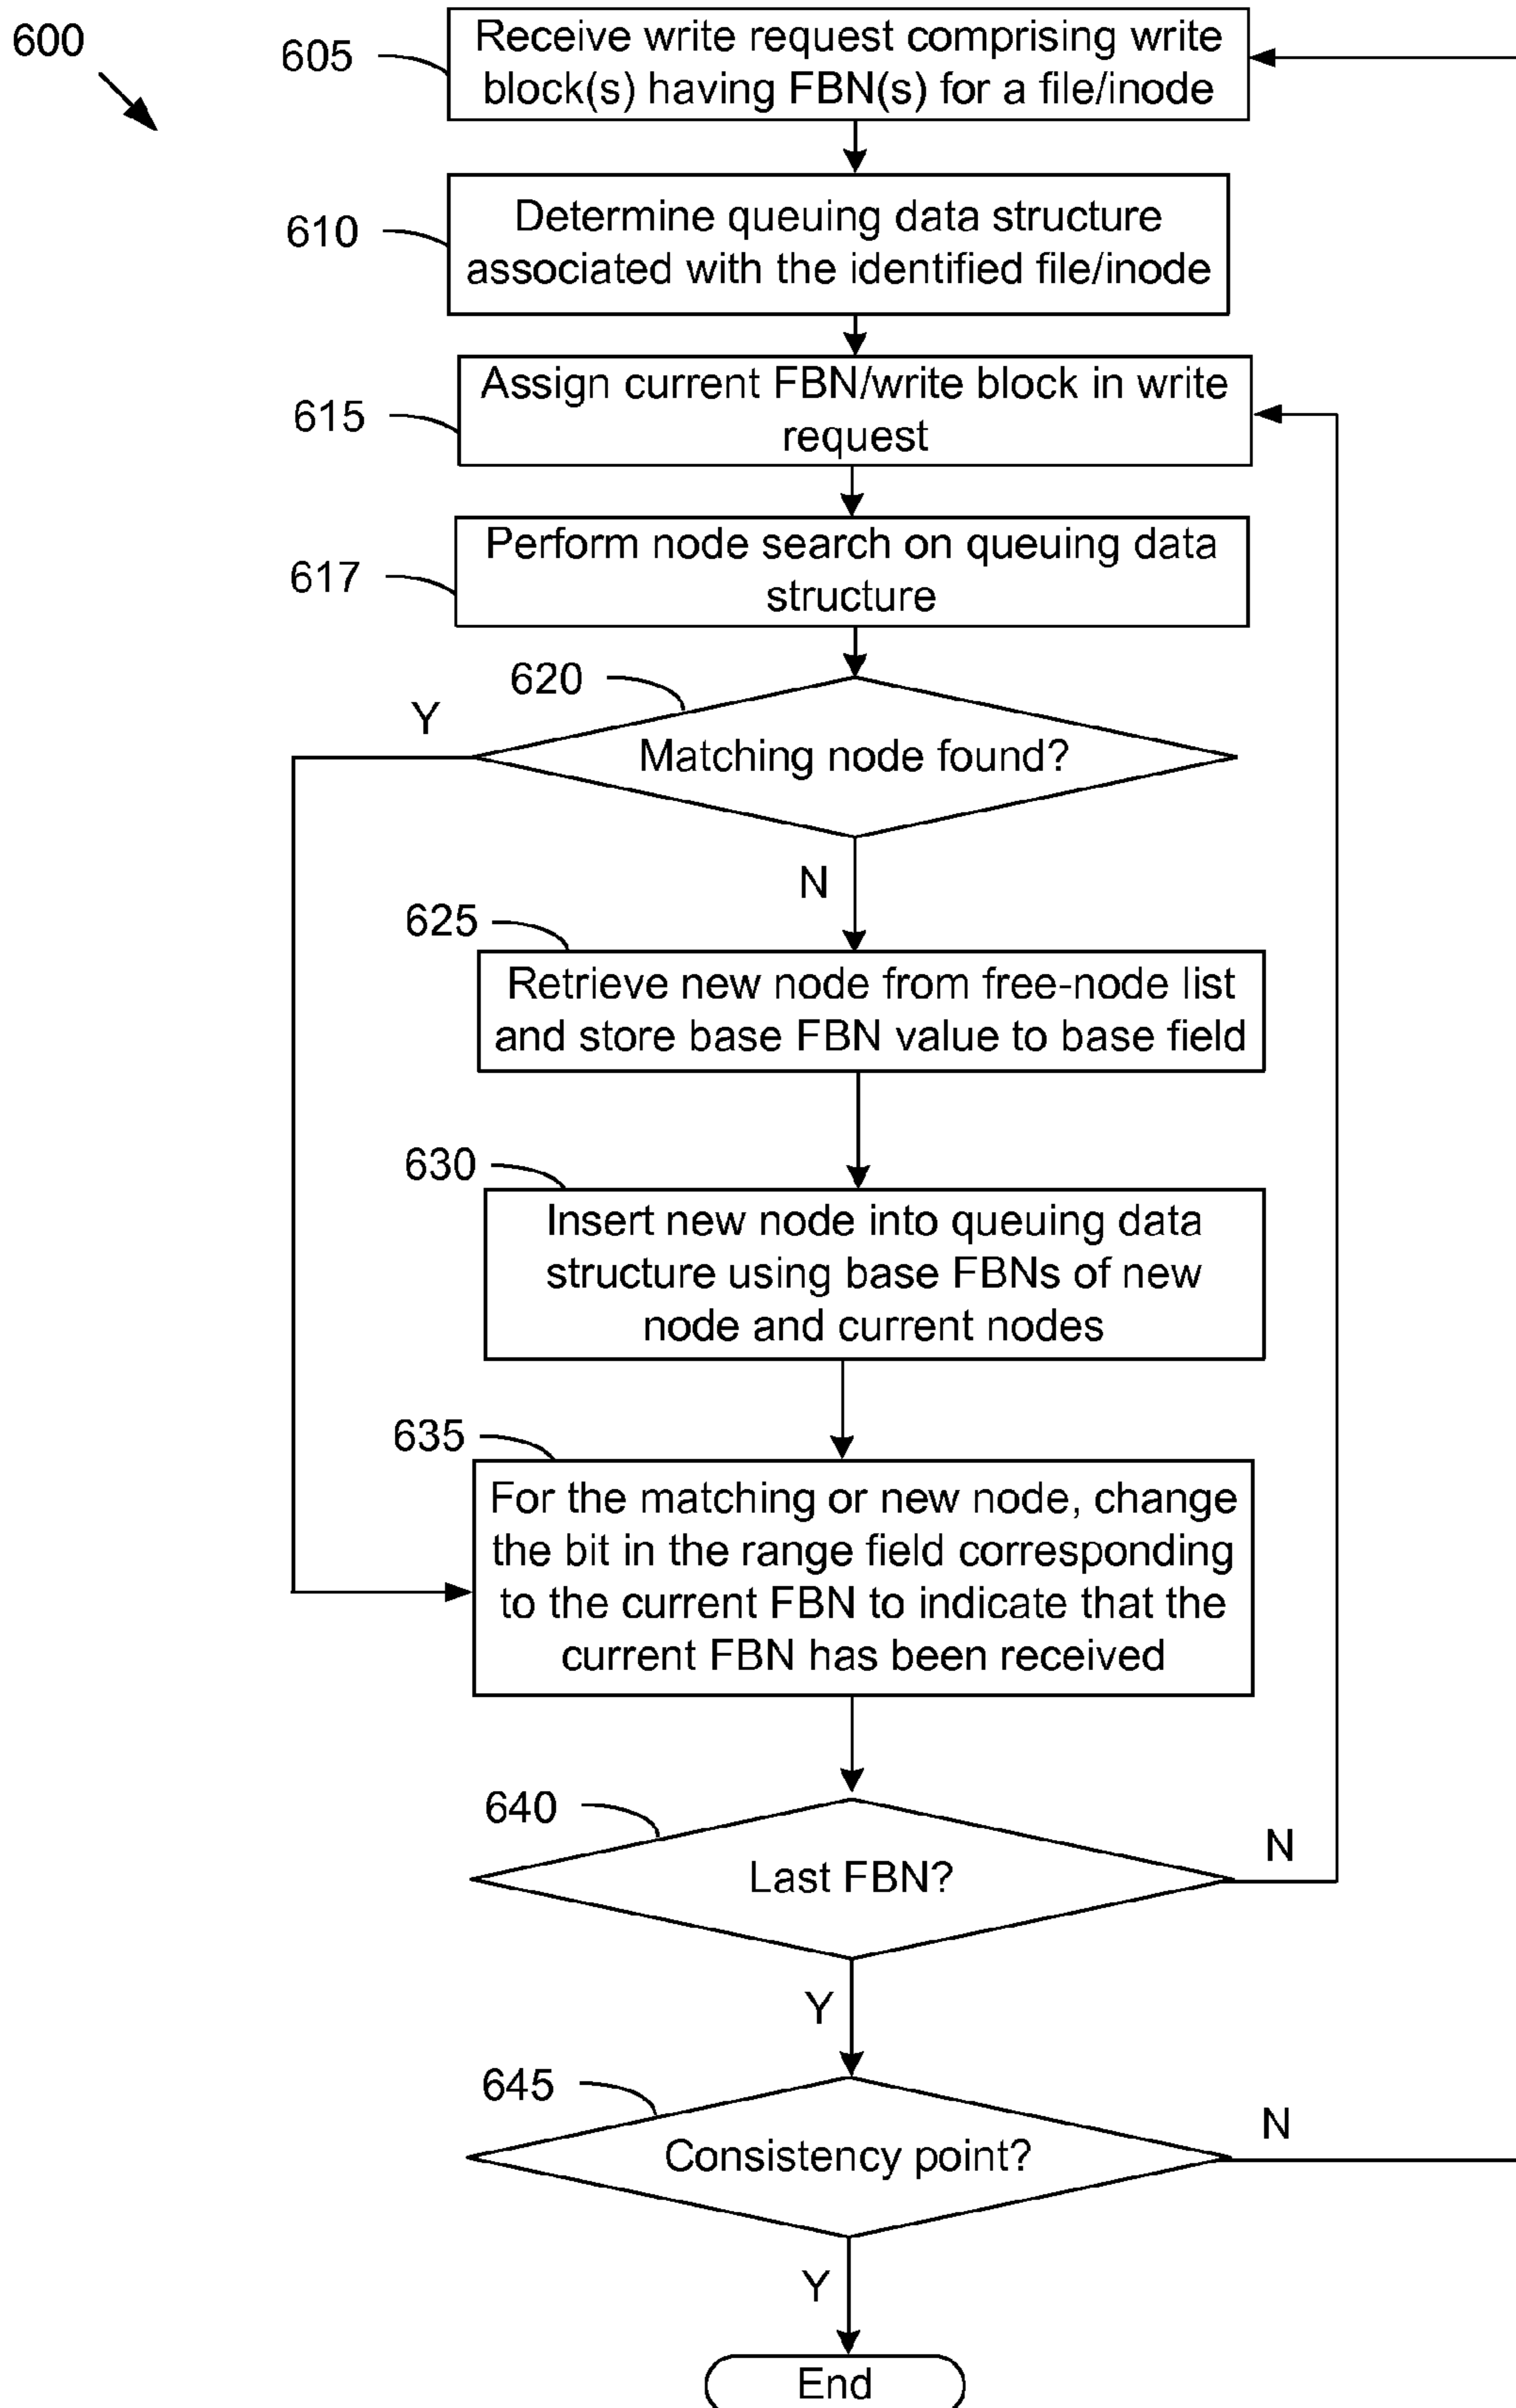 600
605
Receive write request comprising write
block(s) having FBN(s) for a file/inode
610
Determine queuing data structure
associated with the identified file/inode
615
Assign current FBN/write block in write
request
617
Perform node search on queuing data
structure
620
Y
Matching node found?
N
625
Retrieve new node from free-node list
and store base FBN value to base field
630
Insert new node into queuing data
structure using base FBNs of new
node and current nodes
635
For the matching or new node, change
the bit in the range field corresponding
to the current FBN to indicate that the
current FBN has been received
640
N
Last FBN?
Y
645
N
Consistency point?
Y
End